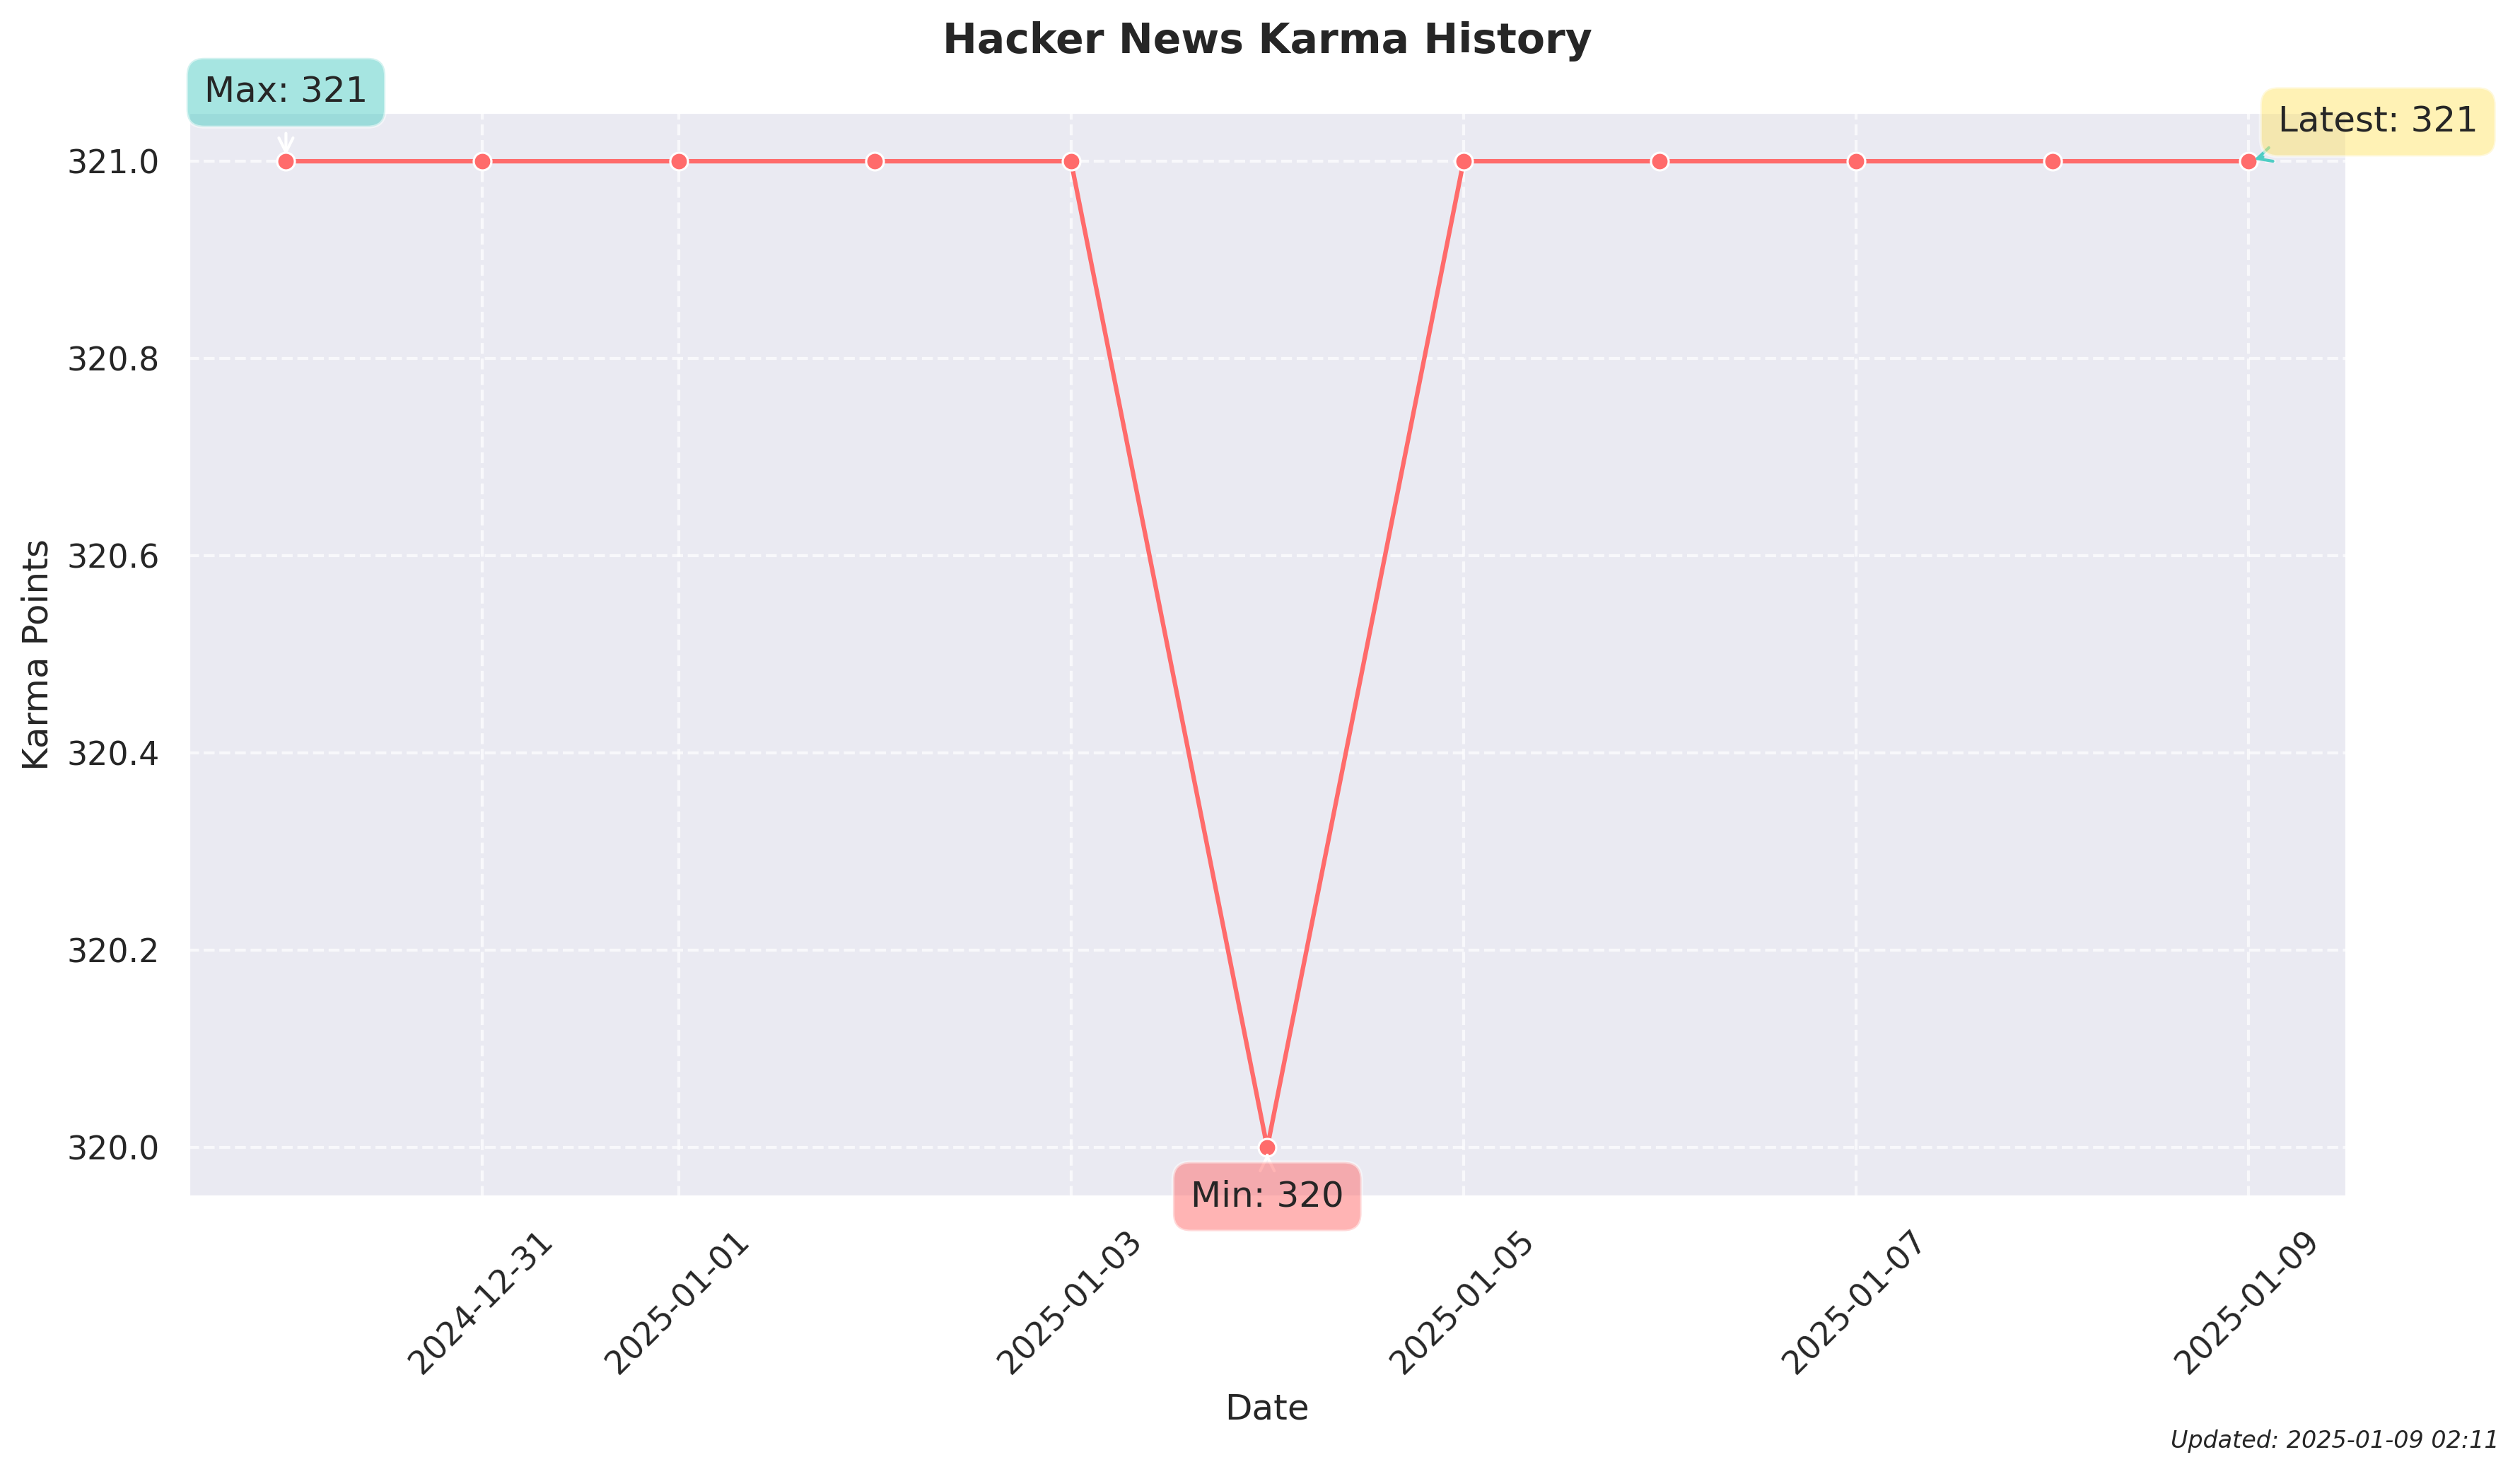 Hacker News Karma History
Max: 321
Latest: 321
321.0
320.8
320.6
320.4
320.2
320.0
Karma Points
Min: 320
2024-12-31
2025-01-01
2025-01-03
2025-01-05
2025-01-07
2025-01-09
Date
Updated: 2025-01-09 02:11